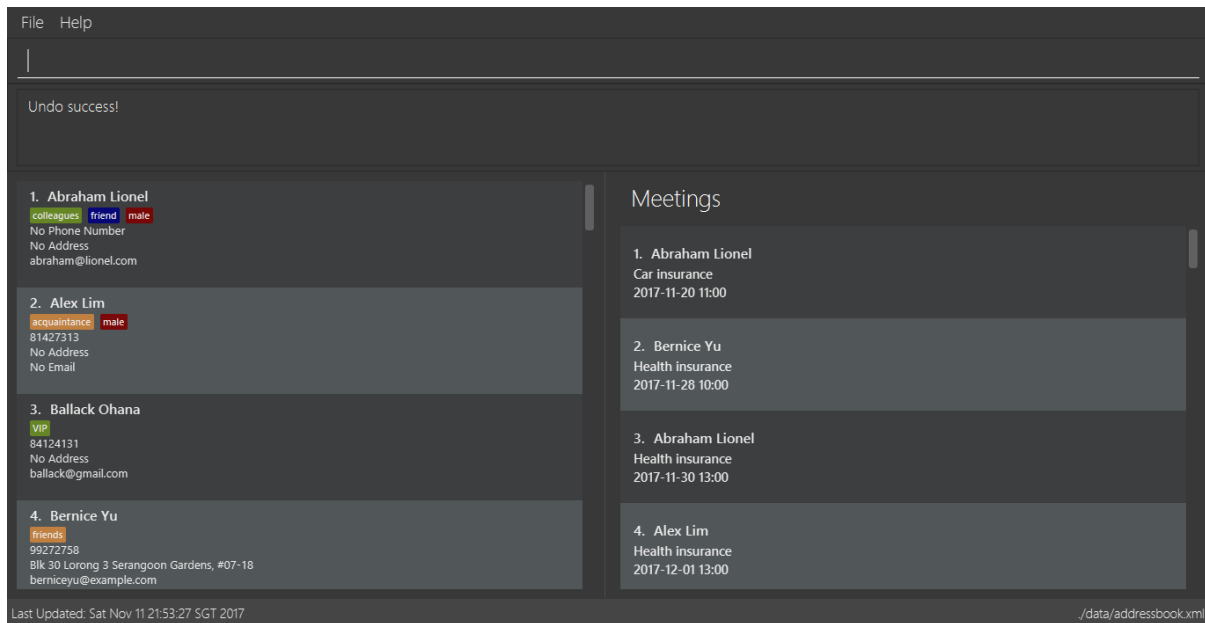 File Help
Undo success!
1. Abraham Lionel
colleagues friend male
No Phone Number
No Address
abraham@lionel.com
2. Alex Lim
acquaintance male
81427313
No Address
No Email
3. Ballack Ohana
VIP
84124131
No Address
ballack@gmail.com
4. Bernice Yu
friends
99272758
Blk 30 Lorong 3 Serangoon Gardens, #07-18
berniceyu@example.com
Meetings
1. Abraham Lionel
Car insurance
2017-11-20 11:00
2. Bernice Yu
Health insurance
2017-11-28 10:00
3. Abraham Lionel
Health insurance
2017-11-30 13:00
4. Alex Lim
Health insurance
2017-12-01 13:00
Last Updated: Sat Nov 11 21:53:27 SGT 2017
./data/addressbook.xml